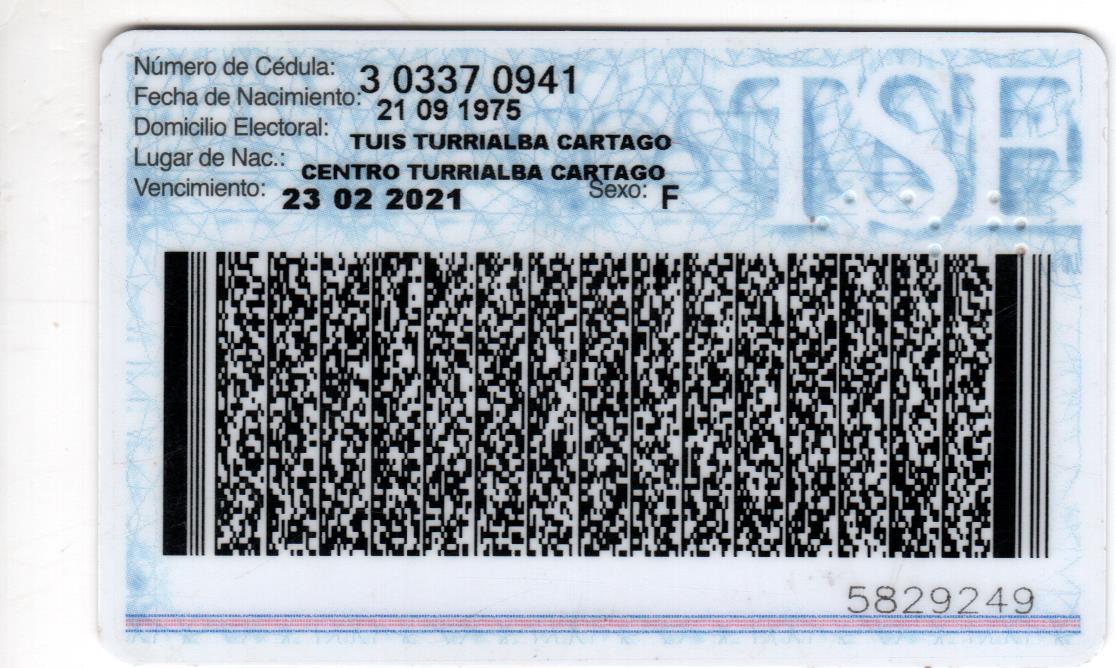 Número de Cédula: 3 0337 0941
Fecha de Nacimiento: 21 09 1975
Domicilio Electoral: TUIS TURRIALBA CARTAGO
Lugar de Nac.: CENTRO TURRIALBA CARTAGO
Vencimiento: 23 02 2021 Sexo: F
TSE
5829249